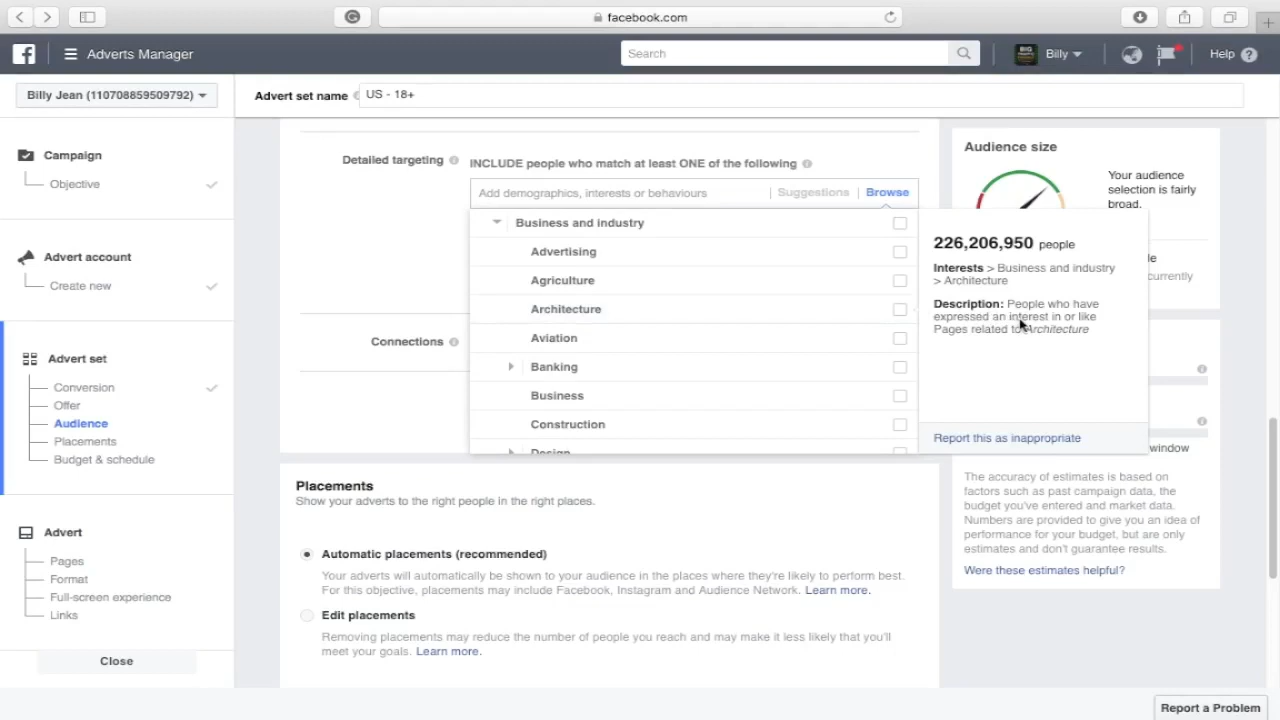 facebook.com
Adverts Manager
Search
Billy
Help
Billy Jean (110708859509792)
Advert set name
US - 18+
Campaign
Objective
Advert account
Create new
Advert set
Conversion
Offer
Audience
Placements
Budget & schedule
Advert
Pages
Format
Full-screen experience
Links
Close
Detailed targeting
INCLUDE people who match at least ONE of the following
Add demographics, interests or behaviours
Suggestions
Browse
Business and industry
Advertising
Agriculture
Architecture
Aviation
Banking
Business
Construction
Design
Connections
226,206,950 people
Interests > Business and industry
> Architecture
Description: People who have
expressed an interest in or like
Pages related to Architecture
Report this as inappropriate
Placements
Show your adverts to the right people in the right places.
Automatic placements (recommended)
Your adverts will automatically be shown to your audience in the places where they're likely to perform best.
For this objective, placements may include Facebook, Instagram and Audience Network. Learn more.
Edit placements
Removing placements may reduce the number of people you reach and may make it less likely that you'll
meet your goals. Learn more.
Audience size
Your audience
selection is fairly
broad.
currently
window
The accuracy of estimates is based on
factors such as past campaign data, the
budget you've entered and market data.
Numbers are provided to give you an idea of
performance for your budget, but are only
estimates and don't guarantee results.
Were these estimates helpful?
Report a Problem